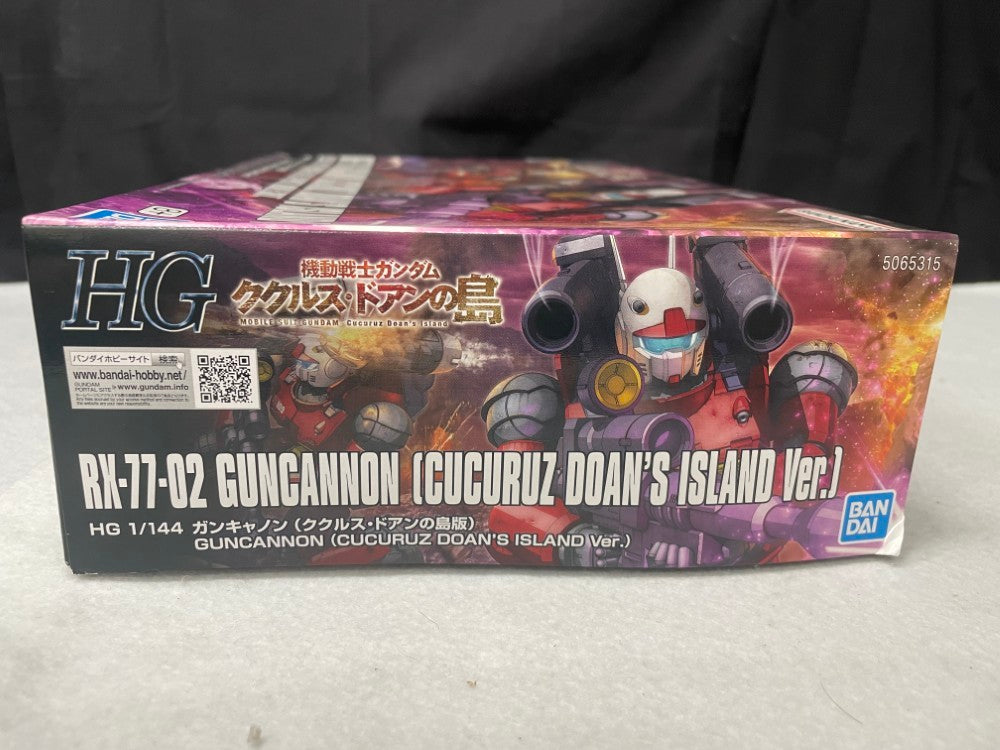 HG
機動戦士ガンダム
ククルス・ドアンの島
MOBILE SUIT GUNDAM Cucuruz Doan's Island
5065315
バンダイホビーサイト 検索
www.bandai-hobby.net/
GUNDAM PORTAL SITE >www.gundam.info
RX-77-02 GUNCANNON (CUCURUZ DOAN'S ISLAND Ver.)
HG 1/144 ガンキャノン (ククルス・ドアンの島版)
GUNCANNON (CUCURUZ DOAN'S ISLAND Ver.)
BAN
DAI